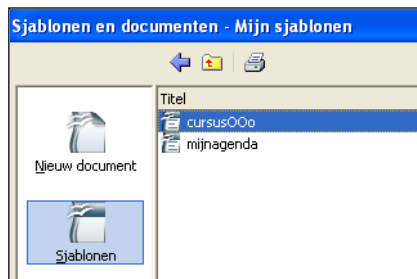 Sjablonen en documenten - Mijn sjablonen
Titel
cursusOOo
mijnagenda
Nieuw document
Sjablonen